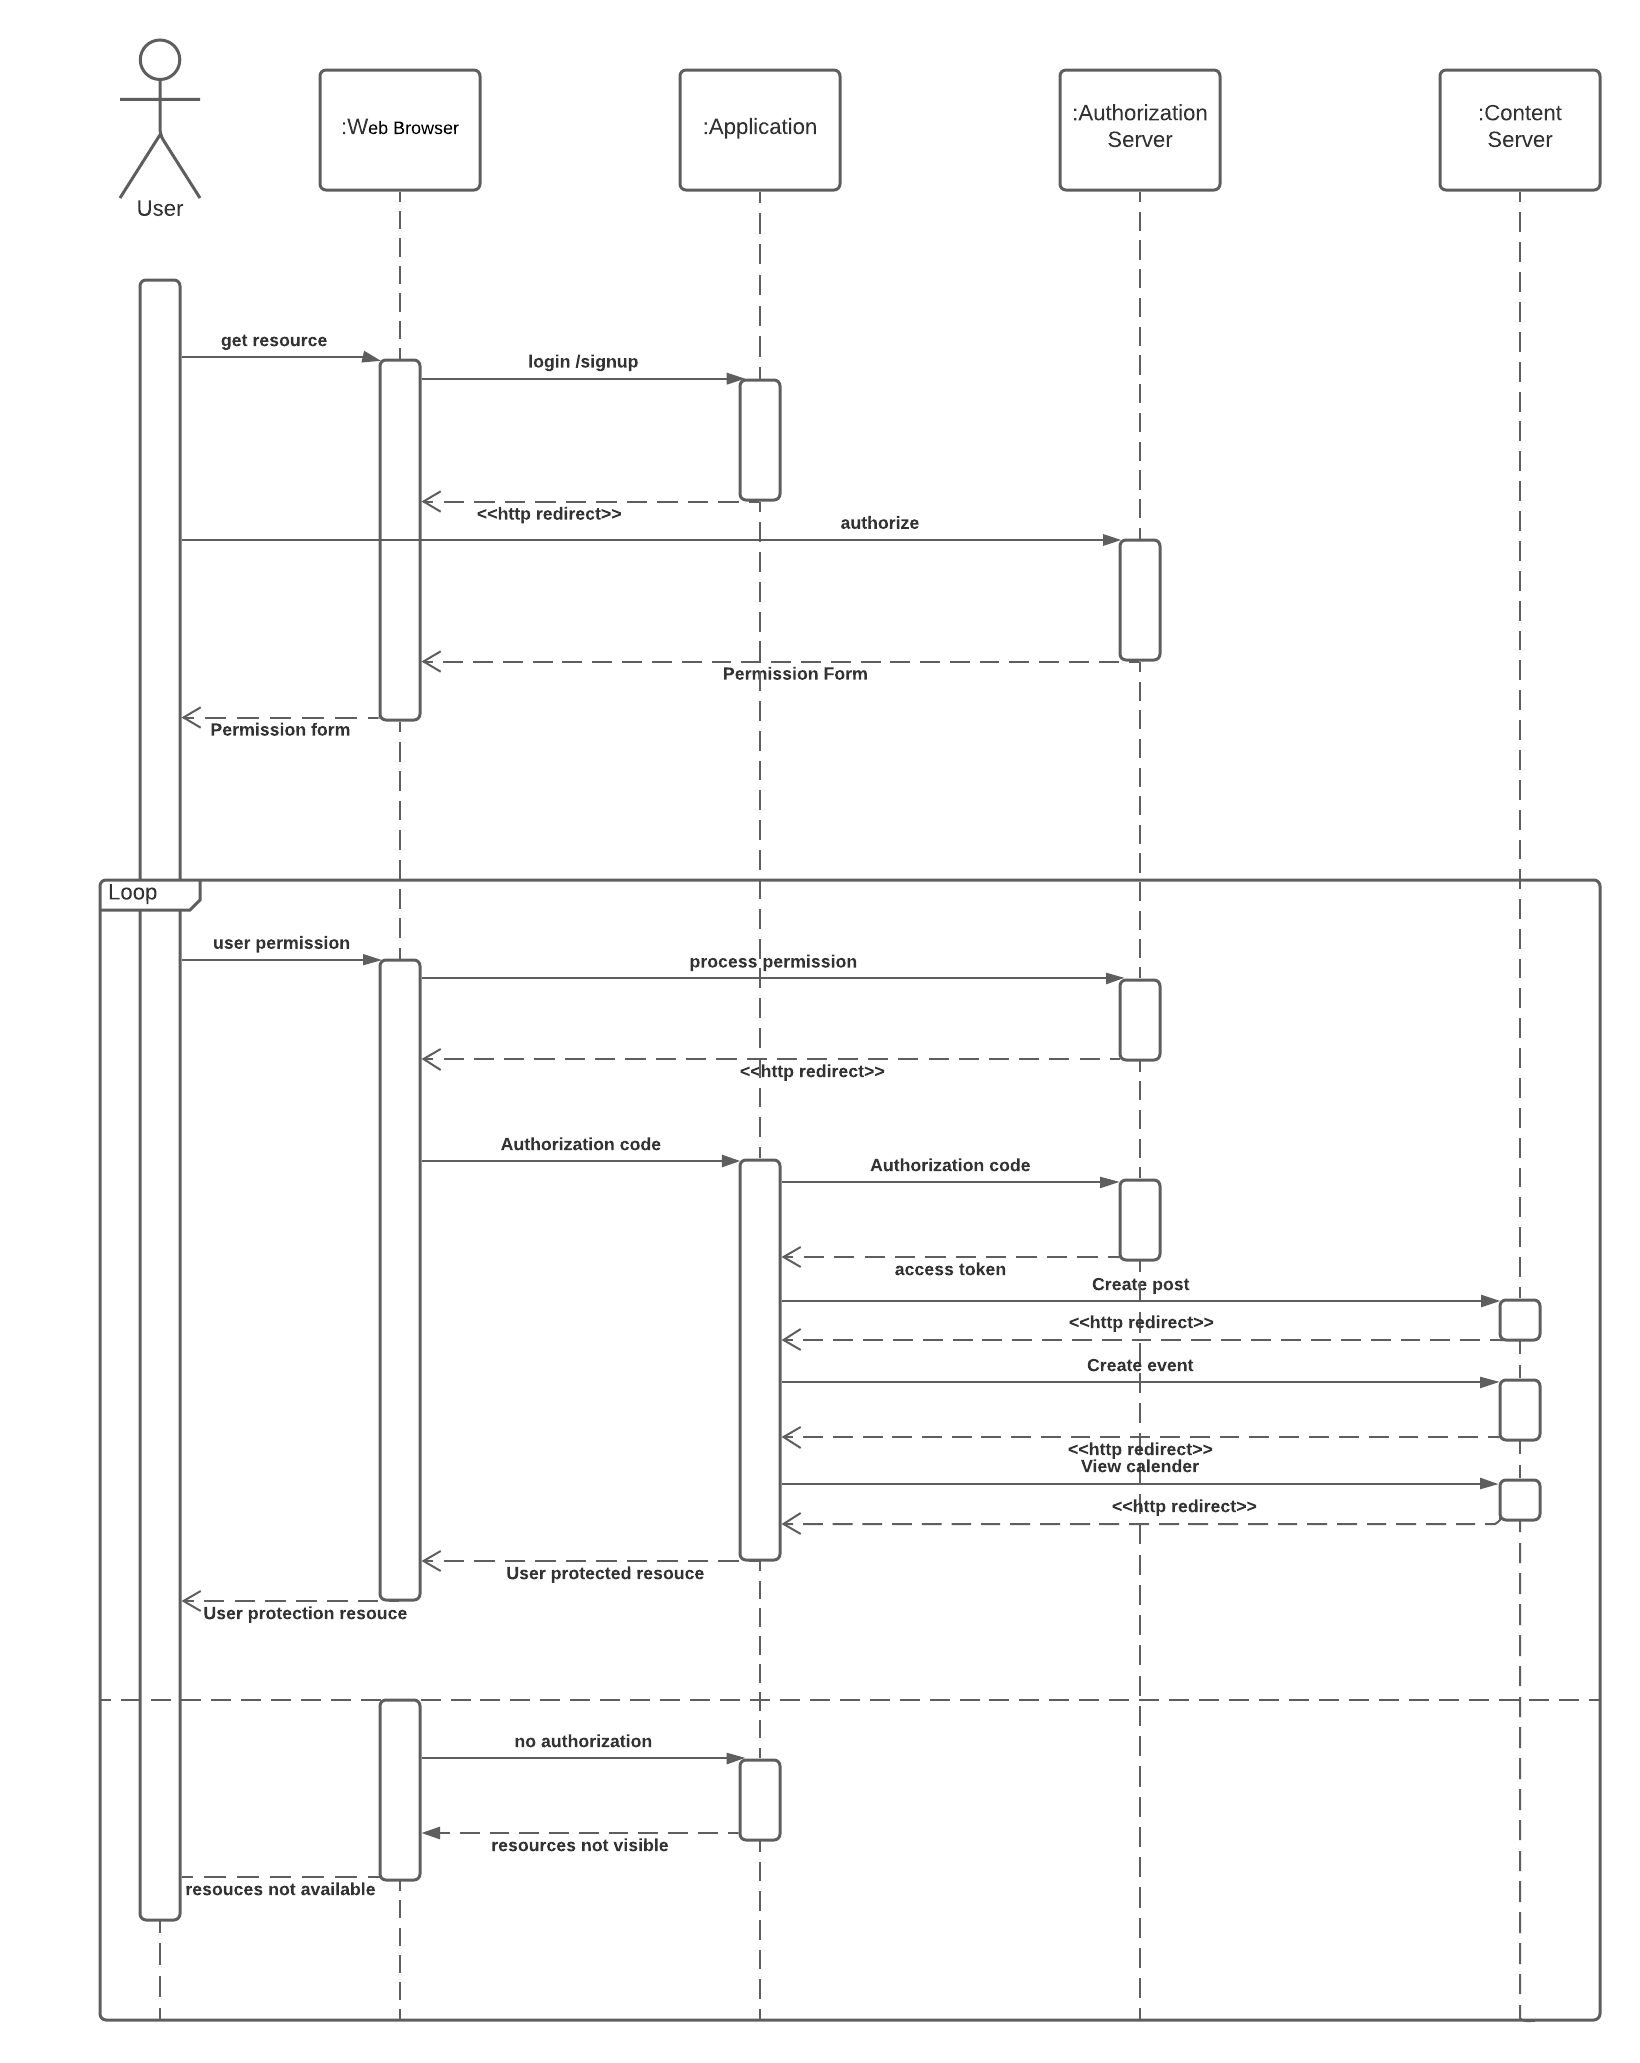 User
:Web Browser
:Application
:Authorization
Server
:Content
Server
get resource
login /signup
<<http redirect>>
authorize
Permission Form
Permission form
Loop
user permission
process permission
<<http redirect>>
Authorization code
Authorization code
access token
Create post
<<http redirect>>
Create event
<<http redirect>>
View calender
<<http redirect>>
User protected resouce
User protection resouce
no authorization
resources not visible
resouces not available